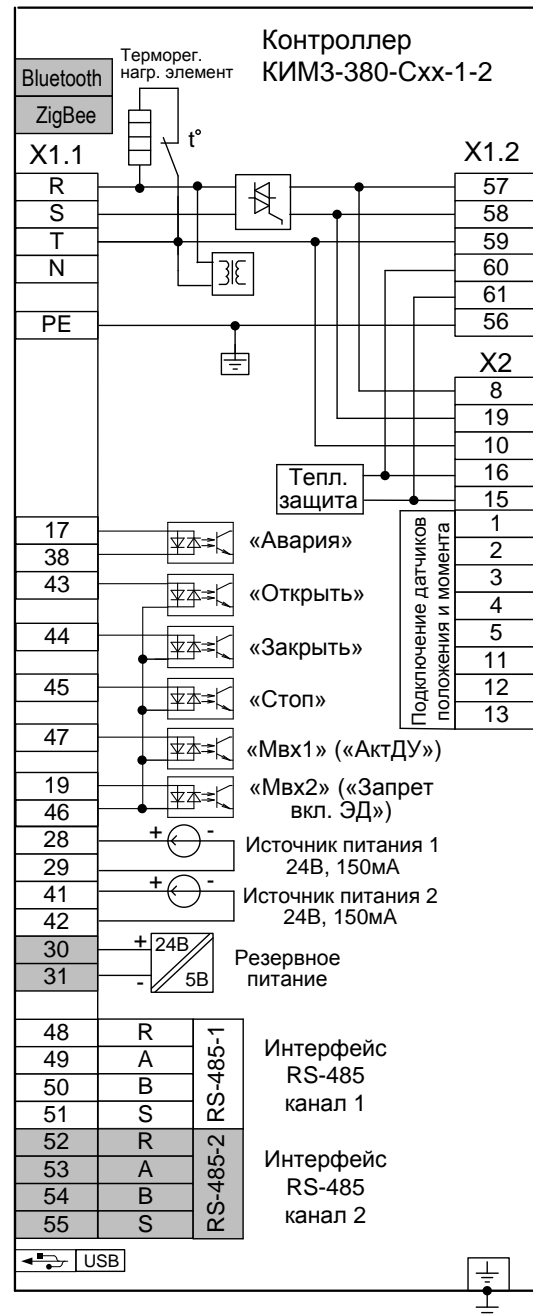 Контроллер
КИМ3-380-Схх-1-2
Терморег.
нагр. элемент
Bluetooth
ZigBee
t°
X1.1
R
S
T
N
PE
X1.2
57
58
59
60
61
56
X2
8
19
10
16
15
1
2
3
4
5
11
12
13
Тепл.
защита
Подключение датчиков
положения и момента
17
38
«Авария»
43
«Открыть»
44
«Закрыть»
45
«Стоп»
47
«Мвх1» («АктДУ»)
19
46
«Мвх2» («Запрет
вкл. ЭД»)
28
29
+ -
Источник питания 1
24В, 150мА
41
42
+ -
Источник питания 2
24В, 150мА
30
31
+
-
24В
5В
Резервное
питание
48 R
49 A
50 B
51 S
RS-485-1
Интерфейс
RS-485
канал 1
52 R
53 A
54 B
55 S
RS-485-2
Интерфейс
RS-485
канал 2
USB